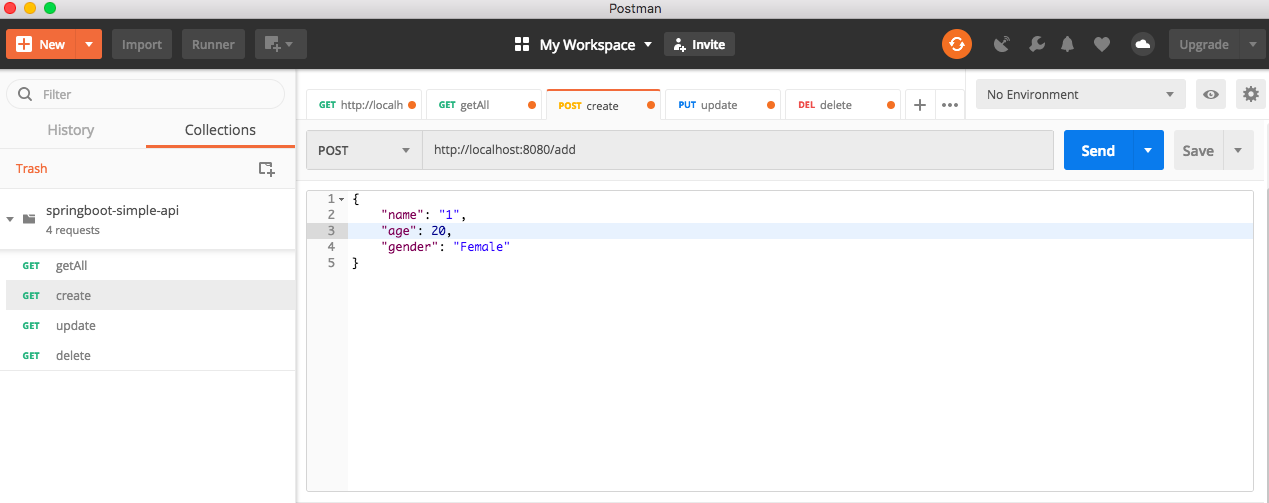 Postman
New
Import
Runner
My Workspace
Invite
Upgrade
Filter
History
Collections
Trash
springboot-simple-api
4 requests
GET getAll
GET create
GET update
GET delete
GET http://localh
GET getAll
POST create
PUT update
DEL delete
No Environment
POST
http://localhost:8080/add
Send
Save
1 {
2 "name": "1",
3 "age": 20,
4 "gender": "Female"
5 }